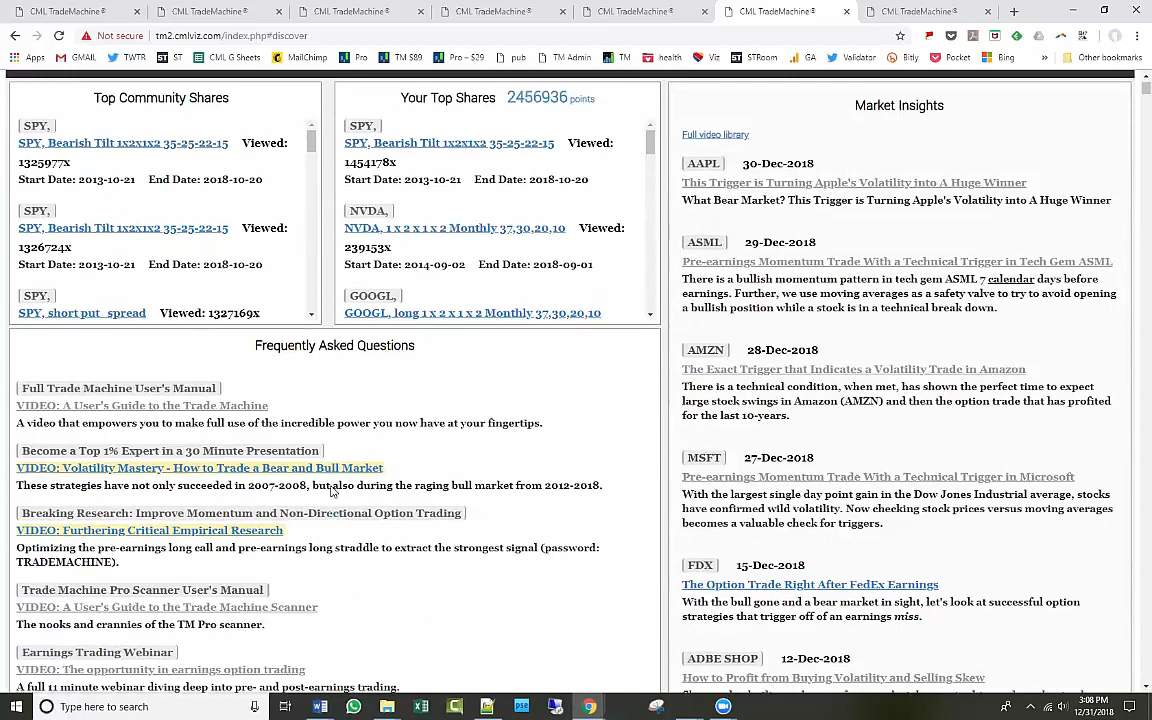 CML TradeMachine®
CML TradeMachine®
CML TradeMachine®
CML TradeMachine®
CML TradeMachine®
CML TradeMachine®
CML TradeMachine®
Not secure
tm2.cmlviz.com/index.php#discover
Apps
GMAIL
TWTR
ST
CML G Sheets
MailChimp
Pro
TM $89
Pro – $29
pub
TM Admin
TM
health
Viz
STRoom
GA
Validator
Bitly
Pocket
Bing
»
Other bookmarks
Top Community Shares
SPY,
SPY, Bearish Tilt 1x2x1x2 35-25-22-15 Viewed:
1325977x
Start Date: 2013-10-21 End Date: 2018-10-20
SPY,
SPY, Bearish Tilt 1x2x1x2 35-25-22-15 Viewed:
1326724x
Start Date: 2013-10-21 End Date: 2018-10-20
SPY,
SPY, short put_spread Viewed: 1327169x
Your Top Shares 2456936 points
SPY,
SPY, Bearish Tilt 1x2x1x2 35-25-22-15 Viewed:
1454178x
Start Date: 2013-10-21 End Date: 2018-10-20
NVDA,
NVDA, 1 x 2 x 1 x 2 Monthly 37,30,20,10 Viewed:
239153x
Start Date: 2014-09-02 End Date: 2018-09-01
GOOGL,
GOOGL, long 1 x 2 x 1 x 2 Monthly 37,30,20,10
Frequently Asked Questions
Full Trade Machine User's Manual
VIDEO: A User's Guide to the Trade Machine
A video that empowers you to make full use of the incredible power you now have at your fingertips.
Become a Top 1% Expert in a 30 Minute Presentation
VIDEO: Volatility Mastery - How to Trade a Bear and Bull Market
These strategies have not only succeeded in 2007-2008, but also during the raging bull market from 2012-2018.
Breaking Research: Improve Momentum and Non-Directional Option Trading
VIDEO: Furthering Critical Empirical Research
Optimizing the pre-earnings long call and pre-earnings long straddle to extract the strongest signal (password:
TRADEMACHINE).
Trade Machine Pro Scanner User's Manual
VIDEO: A User's Guide to the Trade Machine Scanner
The nooks and crannies of the TM Pro scanner.
Earnings Trading Webinar
VIDEO: The opportunity in earnings option trading
A full 11 minute webinar diving deep into pre- and post-earnings trading.
Market Insights
Full video library
AAPL 30-Dec-2018
This Trigger is Turning Apple's Volatility into A Huge Winner
What Bear Market? This Trigger is Turning Apple's Volatility into A Huge Winner
ASML 29-Dec-2018
Pre-earnings Momentum Trade With a Technical Trigger in Tech Gem ASML
There is a bullish momentum pattern in tech gem ASML 7 calendar days before
earnings. Further, we use moving averages as a safety valve to try to avoid opening
a bullish position while a stock is in a technical break down.
AMZN 28-Dec-2018
The Exact Trigger that Indicates a Volatility Trade in Amazon
There is a technical condition, when met, has shown the perfect time to expect
large stock swings in Amazon (AMZN) and then the option trade that has profited
for the last 10-years.
MSFT 27-Dec-2018
Pre-earnings Momentum Trade With a Technical Trigger in Microsoft
With the largest single day point gain in the Dow Jones Industrial average, stocks
have confirmed wild volatility. Now checking stock prices versus moving averages
becomes a valuable check for traders.
FDX 15-Dec-2018
The Option Trade Right After FedEx Earnings
With the bull gone and a bear market in sight, let's look at successful option
strategies that trigger off of an earnings miss.
ADBE SHOP 12-Dec-2018
How to Profit from Buying Volatility and Selling Skew
Type here to search
3:08 PM
12/31/2018